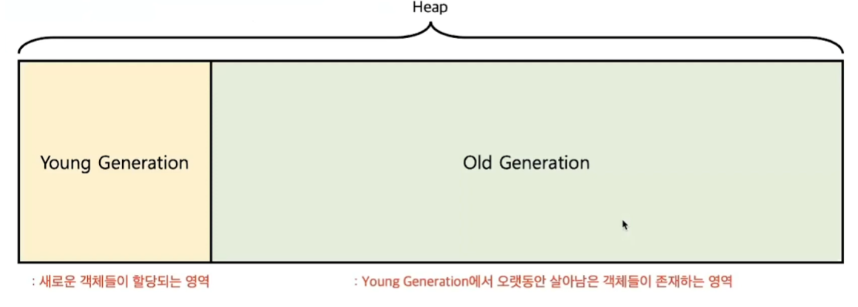 Heap
Young Generation
Old Generation
: 새로운 객체들이 할당되는 영역
: Young Generation에서 오랫동안 살아남은 객체들이 존재하는 영역